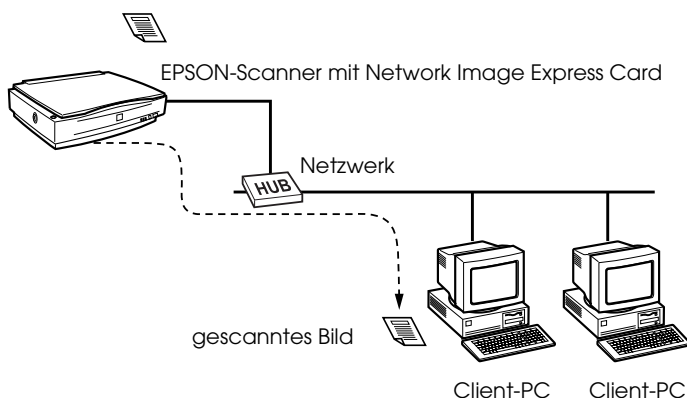 EPSON-Scanner mit Network Image Express Card
Netzwerk
HUB
gescanntes Bild
Client-PC
Client-PC